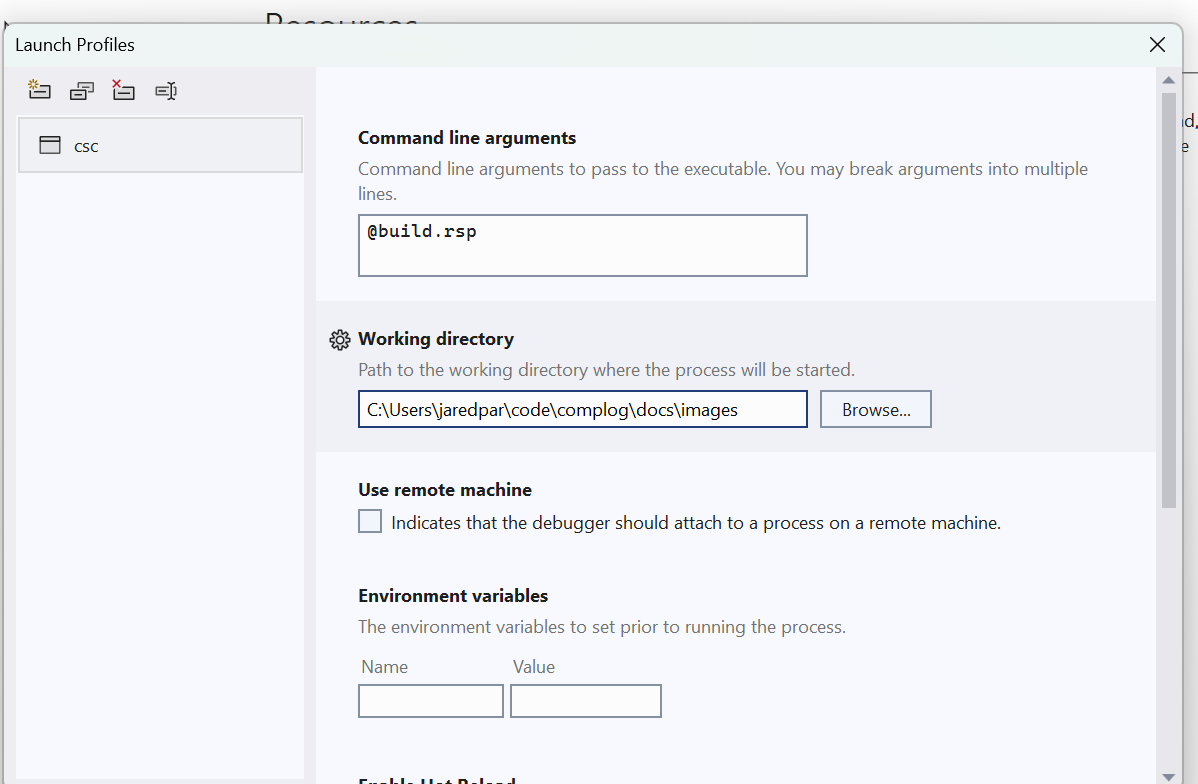 Resources
Launch Profiles
csc
Command line arguments
Command line arguments to pass to the executable. You may break arguments into multiple
lines.
@build.rsp
Working directory
Path to the working directory where the process will be started.
C:\Users\jaredpar\code\complog\docs\images
Browse...
Use remote machine
Indicates that the debugger should attach to a process on a remote machine.
Environment variables
The environment variables to set prior to running the process.
Name Value
Enable Hot Reload